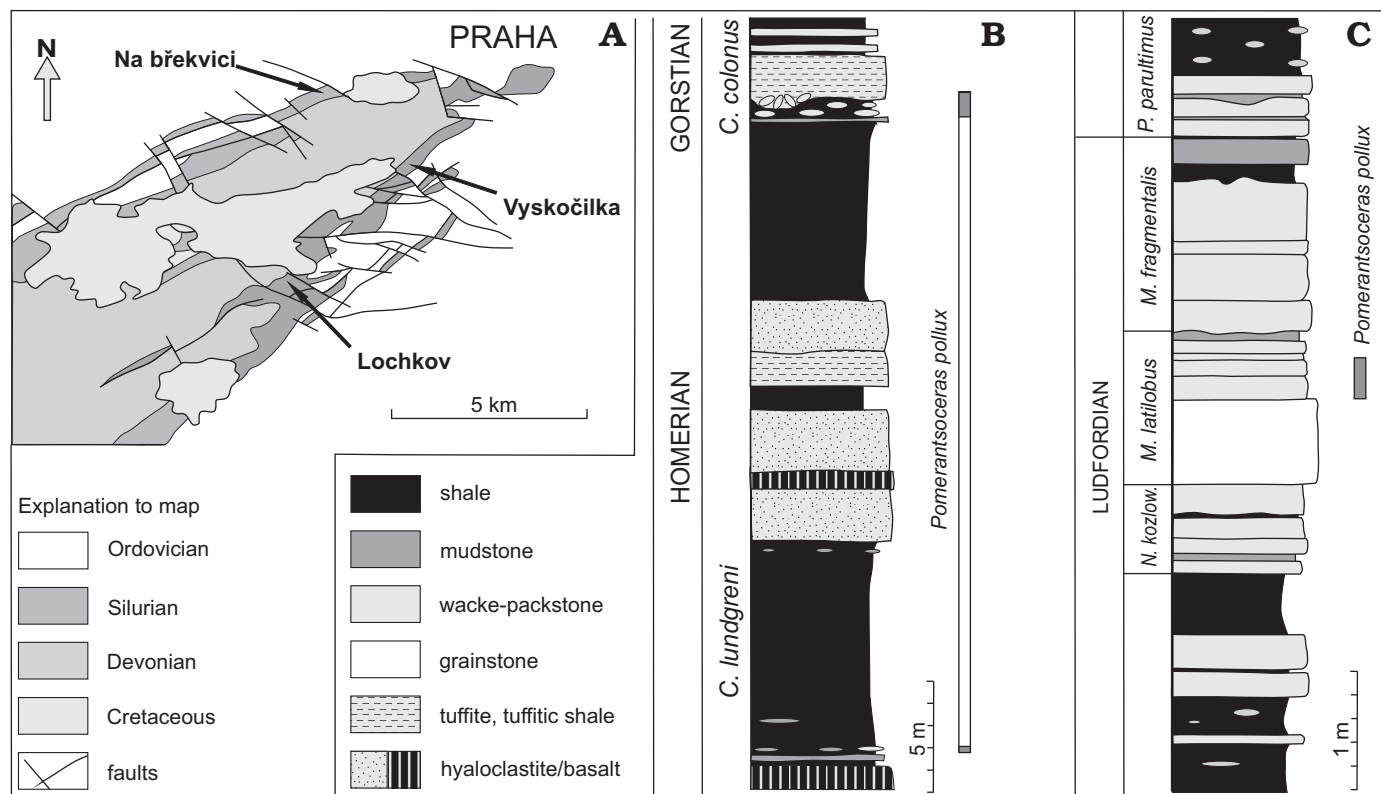 PRAHA
A
N
Na břekvici
Vyskočilka
Lochkov
5 km
Explanation to map
Ordovician
Silurian
Devonian
Cretaceous
faults
shale
mudstone
wacke-packstone
grainstone
tuffite, tuffitic shale
hyaloclastite/basalt
B
GORSTIAN
HOMERIAN
C. colonus
C. lundgreni
5 m
Pomerantsoceras pollux
C
LUDFORDIAN
P. parultimus
M. fragmentalis
M. latilobus
N. kozlow.
1 m
Pomerantsoceras pollux